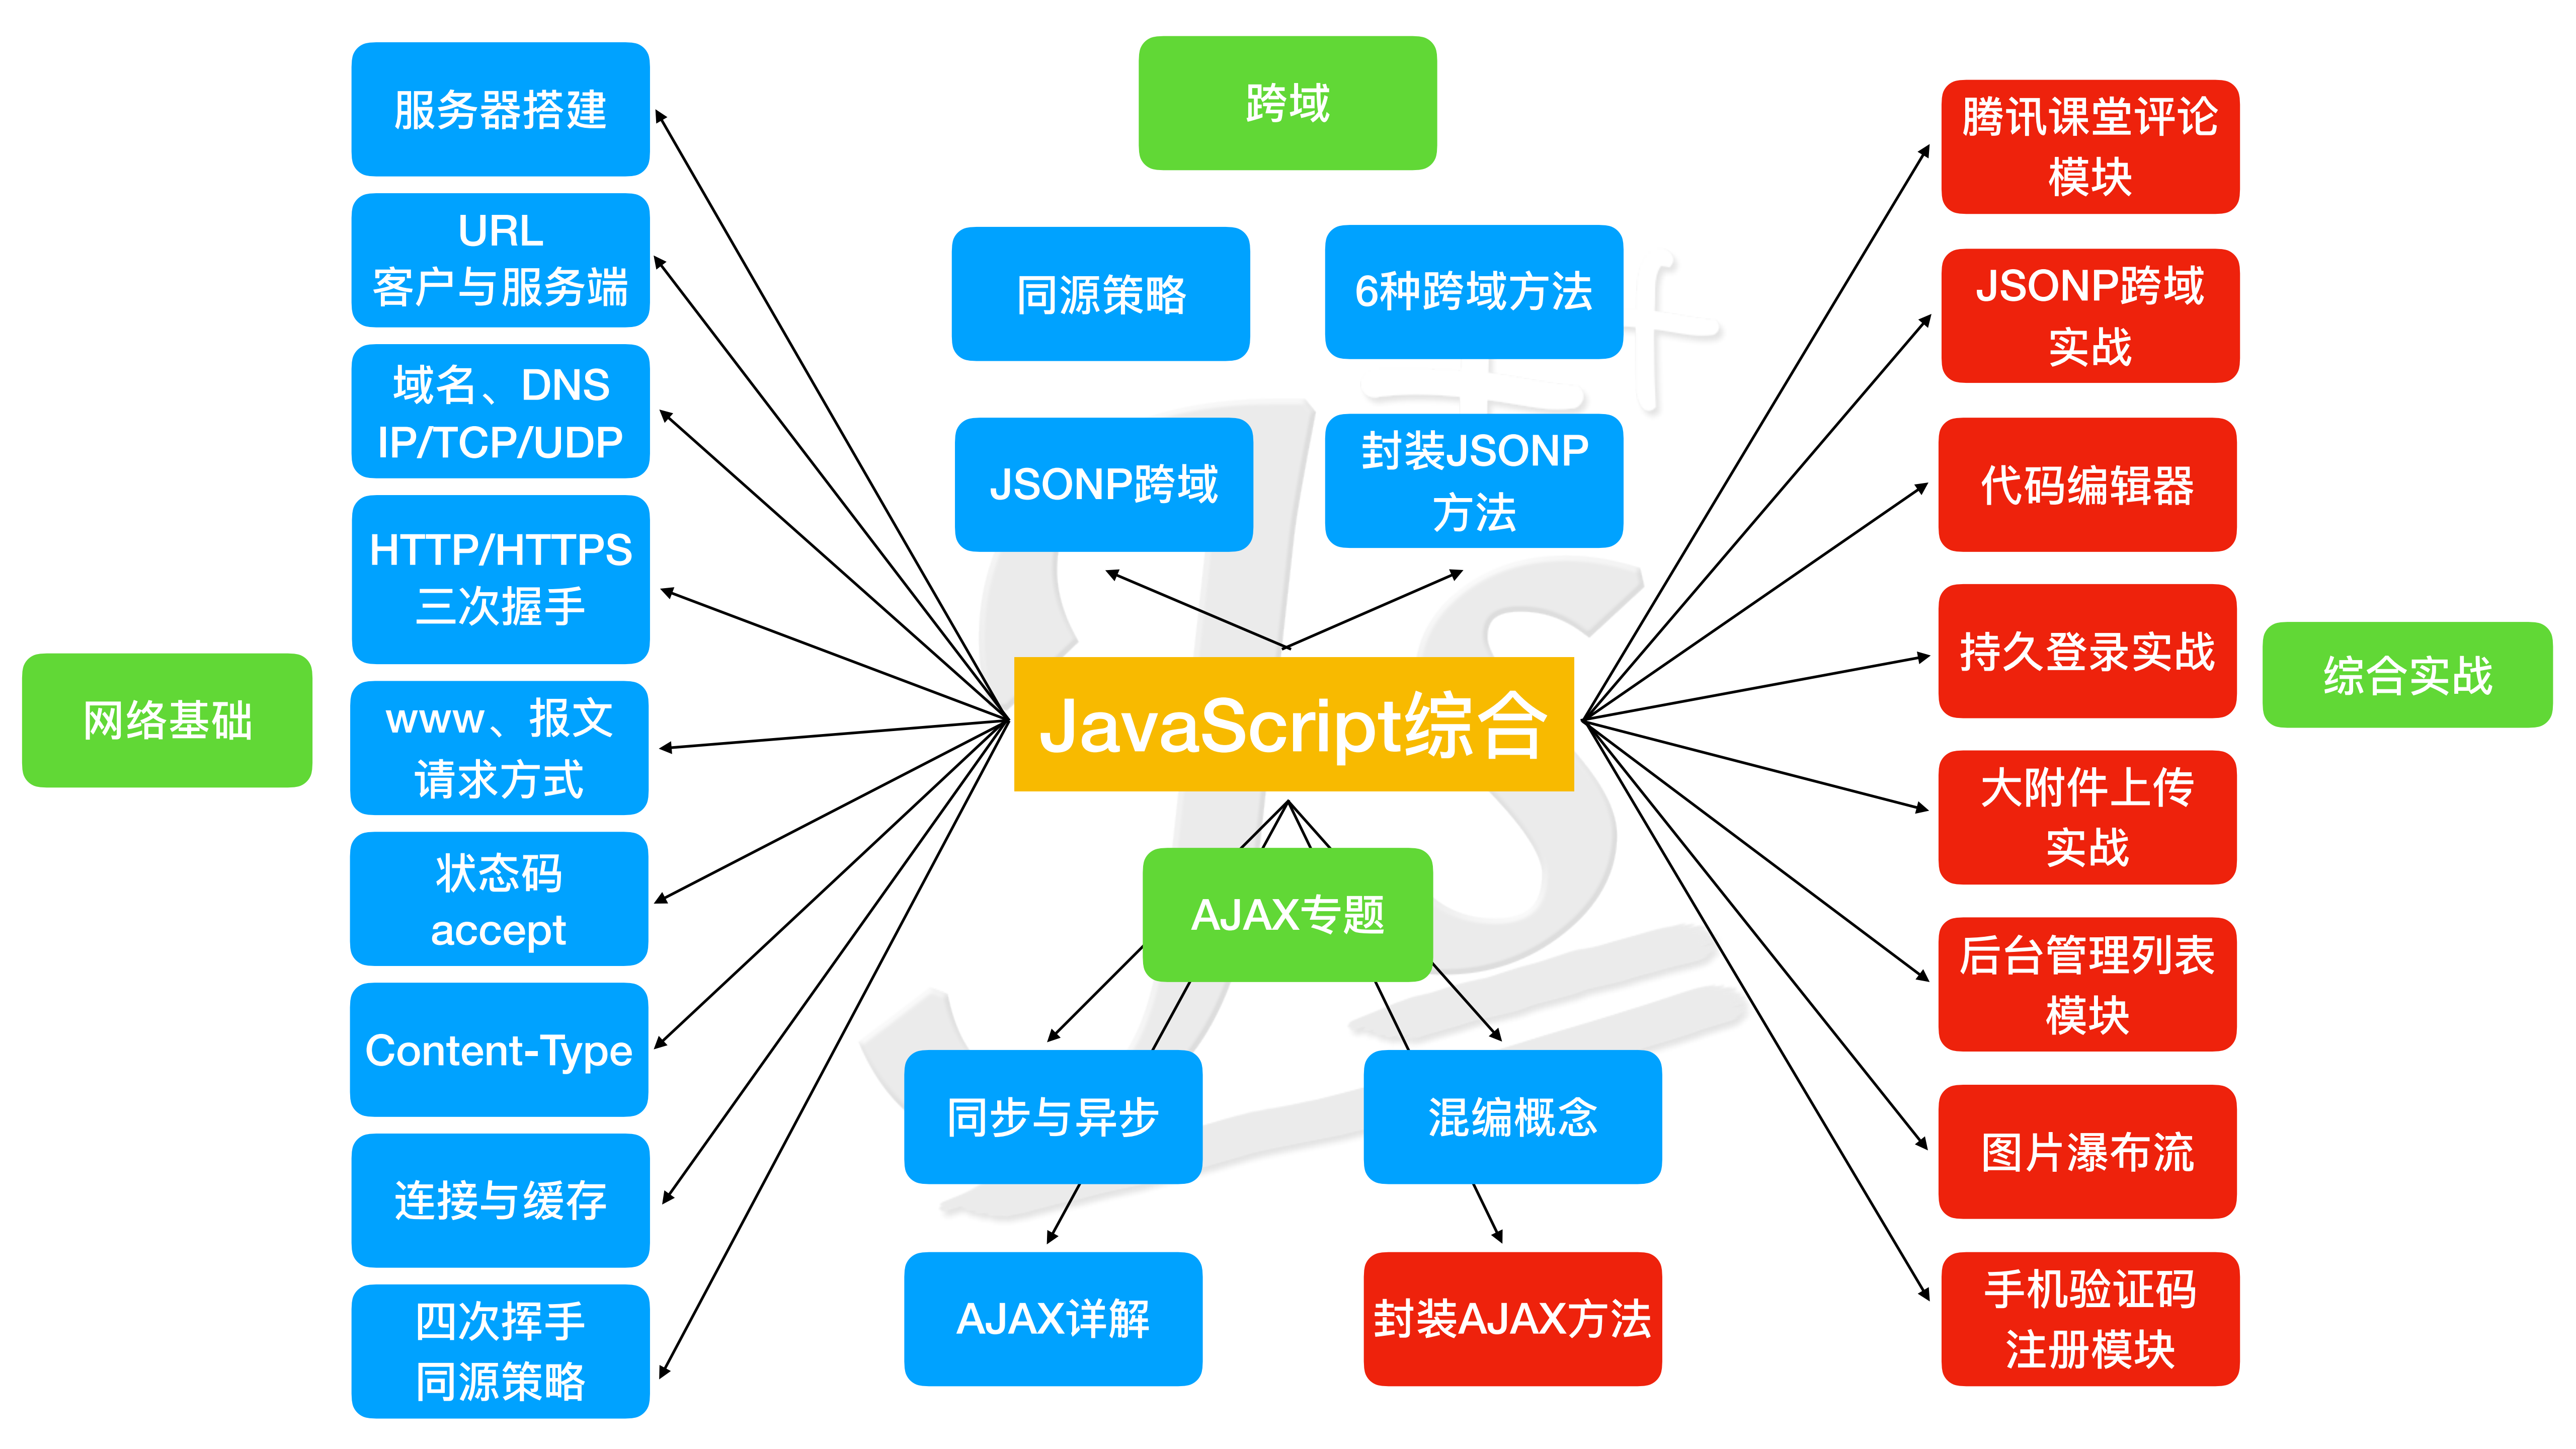 网络基础
服务器搭建
URL
客户与服务端
域名、DNS
IP/TCP/UDP
HTTP/HTTPS
三次握手
www、报文
请求方式
状态码
accept
Content-Type
连接与缓存
四次挥手
同源策略
跨域
同源策略
6种跨域方法
JSONP跨域
封装JSONP
方法
JavaScript综合
AJAX专题
同步与异步
混编概念
AJAX详解
封装AJAX方法
腾讯课堂评论
模块
JSONP跨域
实战
代码编辑器
持久登录实战
大附件上传
实战
后台管理列表
模块
图片瀑布流
手机验证码
注册模块
综合实战